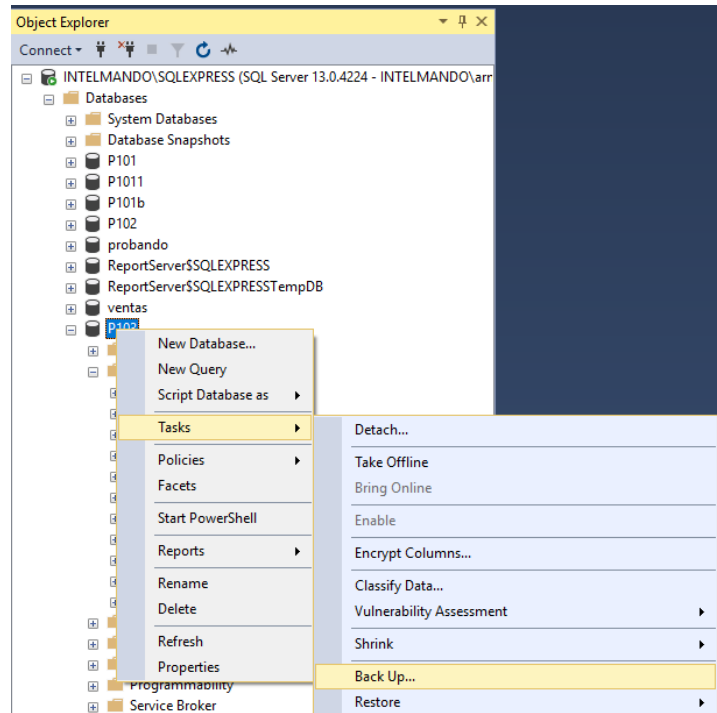 Object Explorer
Connect
INTELMANDO\SQLEXPRESS (SQL Server 13.0.4224 - INTELMANDO\arr
Databases
System Databases
Database Snapshots
P101
P1011
P101b
P102
probando
ReportServer$SQLEXPRESS
ReportServer$SQLEXPRESSTempDB
ventas
New Database...
New Query
Script Database as
Tasks
Policies
Facets
Start PowerShell
Reports
Rename
Delete
Refresh
Properties
Detach...
Take Offline
Bring Online
Enable
Encrypt Columns...
Classify Data...
Vulnerability Assessment
Shrink
Back Up...
Restore
Programmability
Service Broker